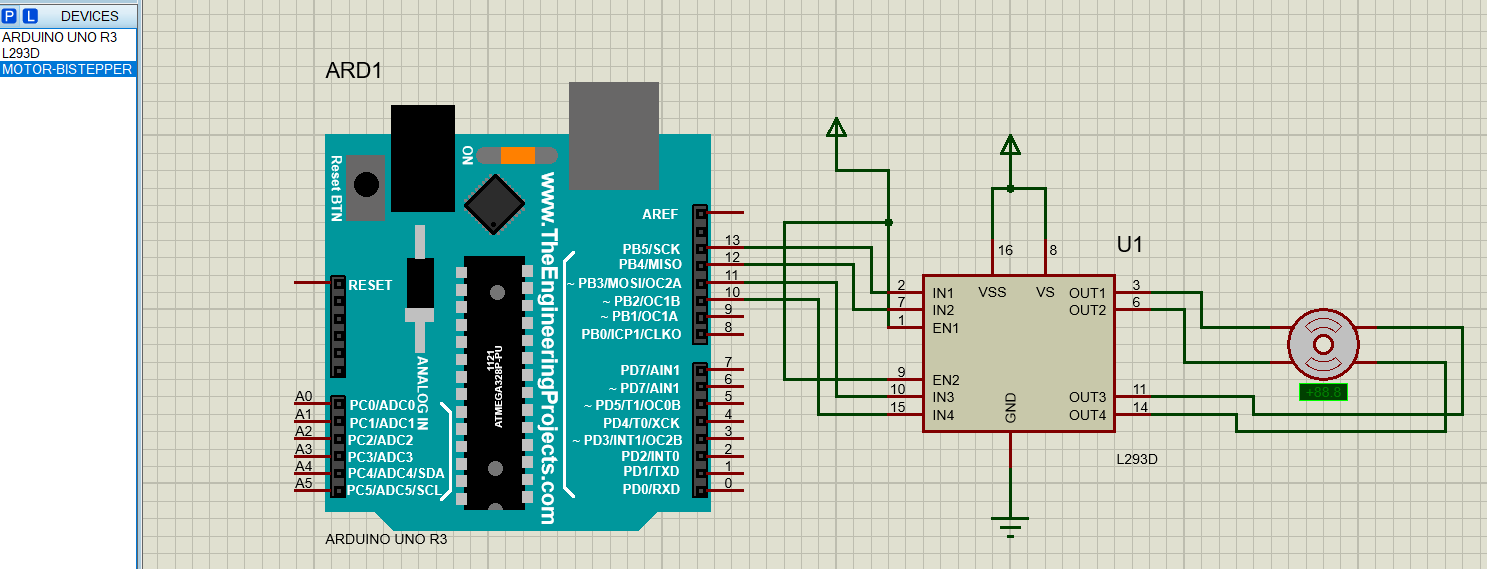 P L DEVICES
ARDUINO UNO R3
L293D
MOTOR-BISTEPPER
ARD1
Reset BTN
ON
www.TheEngineeringProjects.com
AREF
PB5/SCK 13
PB4/MISO 12
~ PB3/MOSI/OC2A 11
~ PB2/OC1B 10
~ PB1/OC1A 9
PB0/ICP1/CLKO 8
RESET
1121
ATMEGA328P-PU
ANALOG IN
PD7/AIN1 7
~ PD7/AIN1 6
~ PD5/T1/OC0B 5
PD4/T0/XCK 4
~ PD3/INT1/OC2B 3
PD2/INT0 2
PD1/TXD 1
PD0/RXD 0
A0 PC0/ADC0
A1 PC1/ADC1
A2 PC2/ADC2
A3 PC3/ADC3
A4 PC4/ADC4/SDA
A5 PC5/ADC5/SCL
ARDUINO UNO R3
U1
16 8
VSS VS
2 IN1 OUT1 3
7 IN2 OUT2 6
1 EN1
9 EN2
10 IN3 OUT3 11
15 IN4 OUT4 14
GND
L293D
+88.8